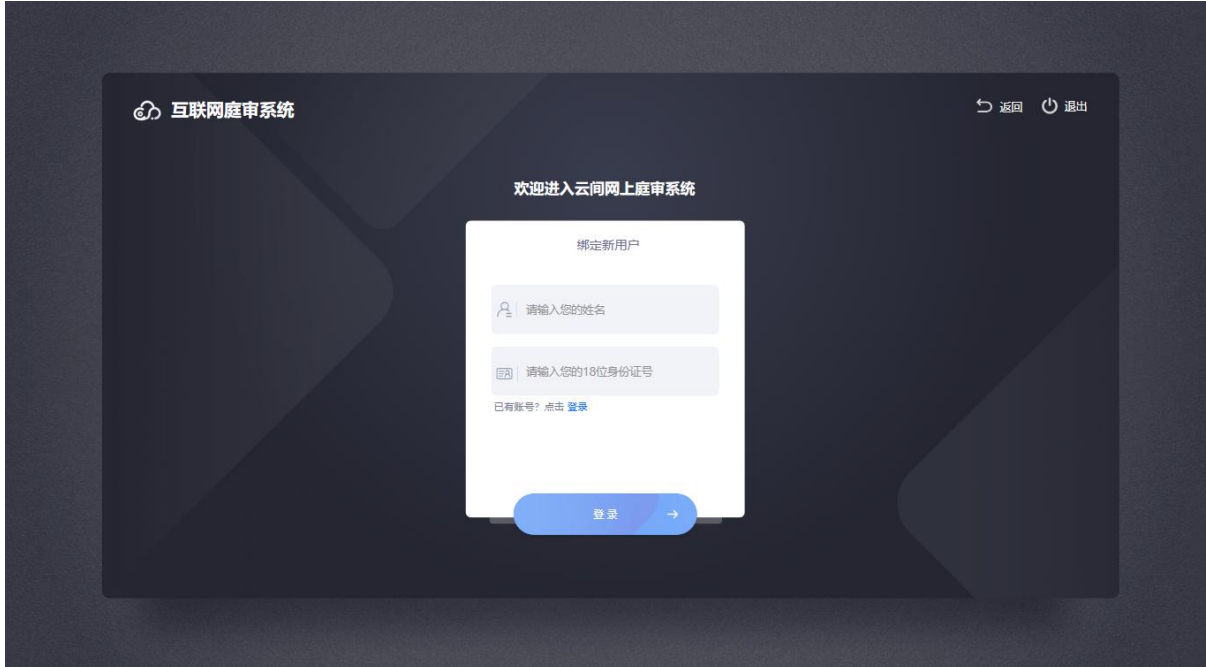 互联网庭审系统
返回 退出
欢迎进入云间网上庭审系统
绑定新用户
请输入您的姓名
请输入您的18位身份证号
已有账号？点击 登录
登录 →